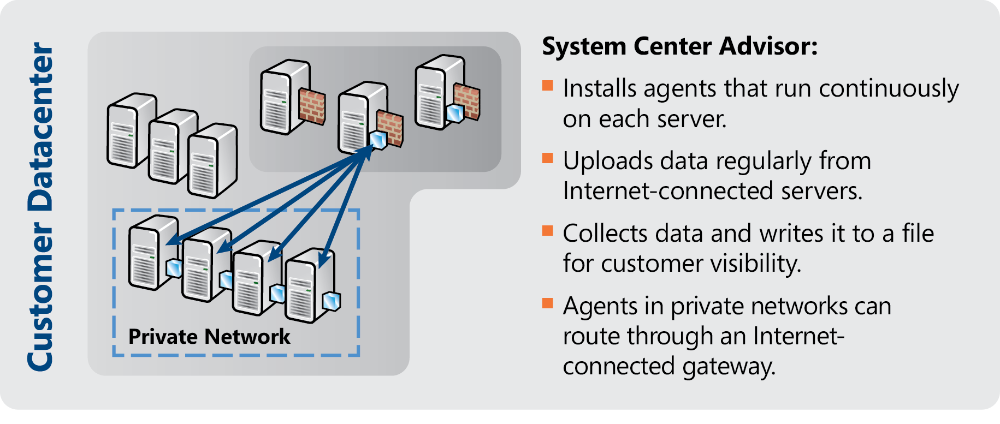 Customer Datacenter
Private Network
System Center Advisor:
Installs agents that run continuously
on each server.
Uploads data regularly from
Internet-connected servers.
Collects data and writes it to a file
for customer visibility.
Agents in private networks can
route through an Internet-
connected gateway.